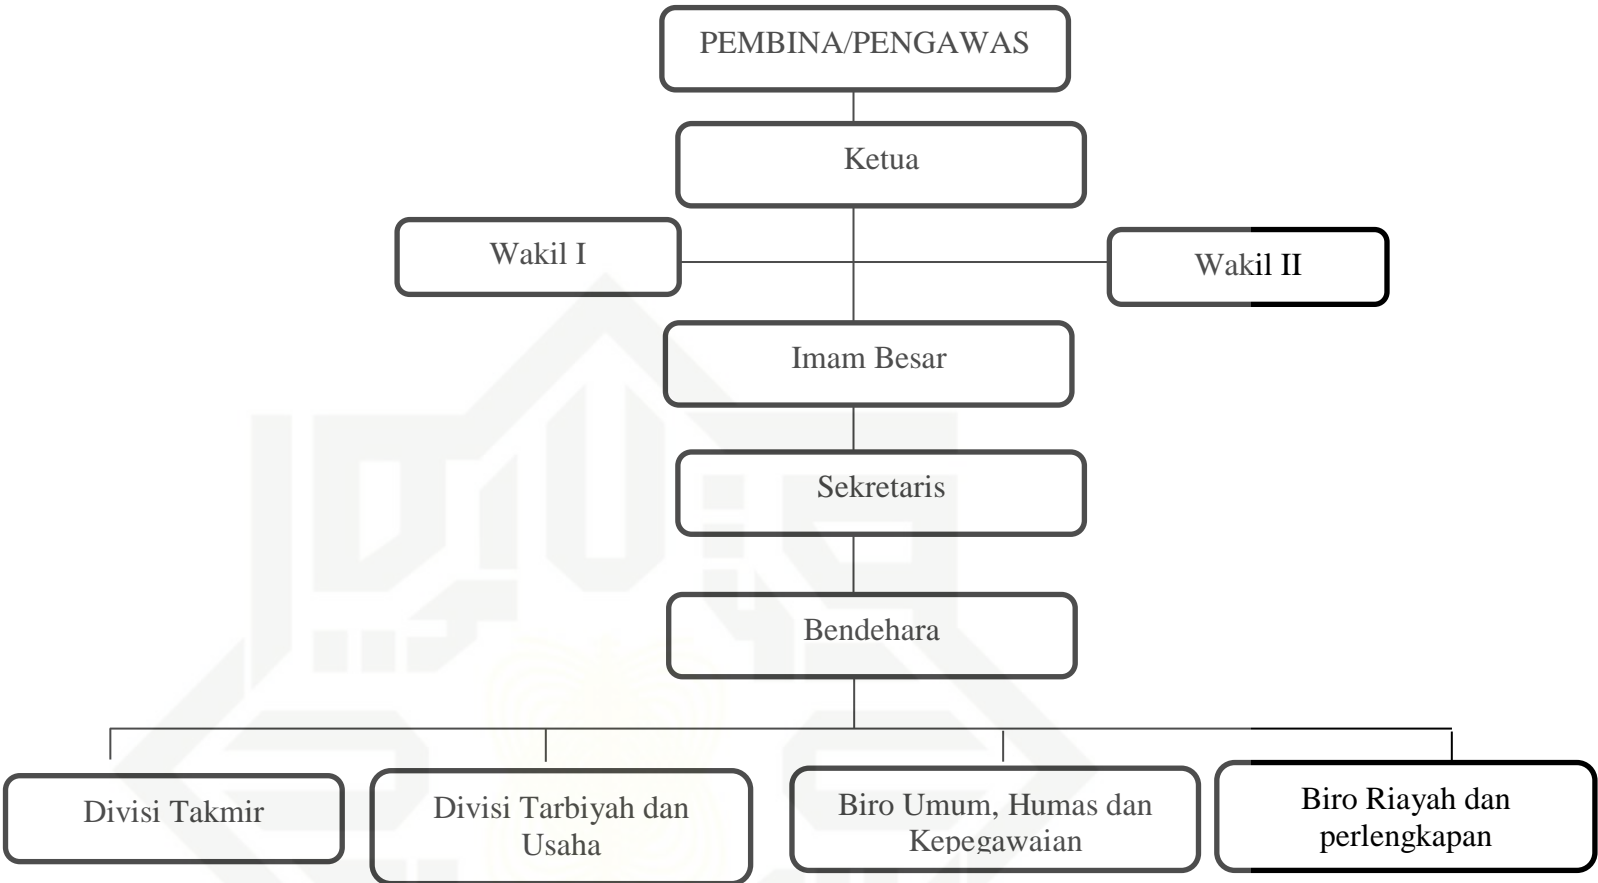 PEMBINA/PENGAWAS
Ketua
Wakil I
Wakil II
Imam Besar
Sekretaris
Bendehara
Divisi Takmir
Divisi Tarbiyah dan
Usaha
Biro Umum, Humas dan
Kepegawaian
Biro Riayah dan
perlengkapan